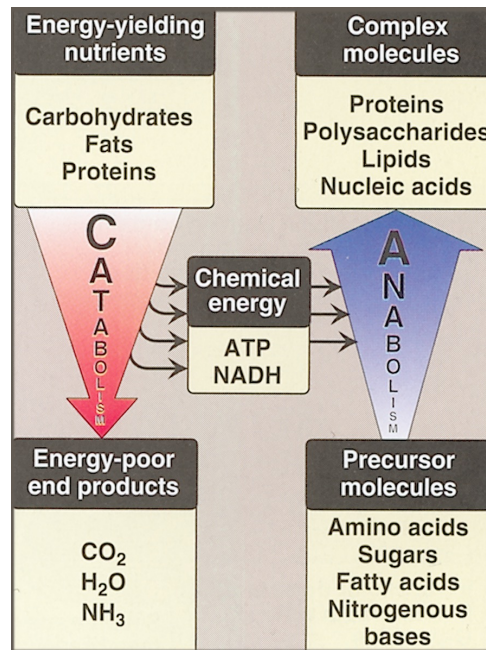 Energy-yielding
nutrients
Carbohydrates
Fats
Proteins
Complex
molecules
Proteins
Polysaccharides
Lipids
Nucleic acids
CATABOLISM
Chemical
energy
ATP
NADH
ANABOLISM
Energy-poor
end products
CO₂
H₂O
NH₃
Precursor
molecules
Amino acids
Sugars
Fatty acids
Nitrogenous
bases